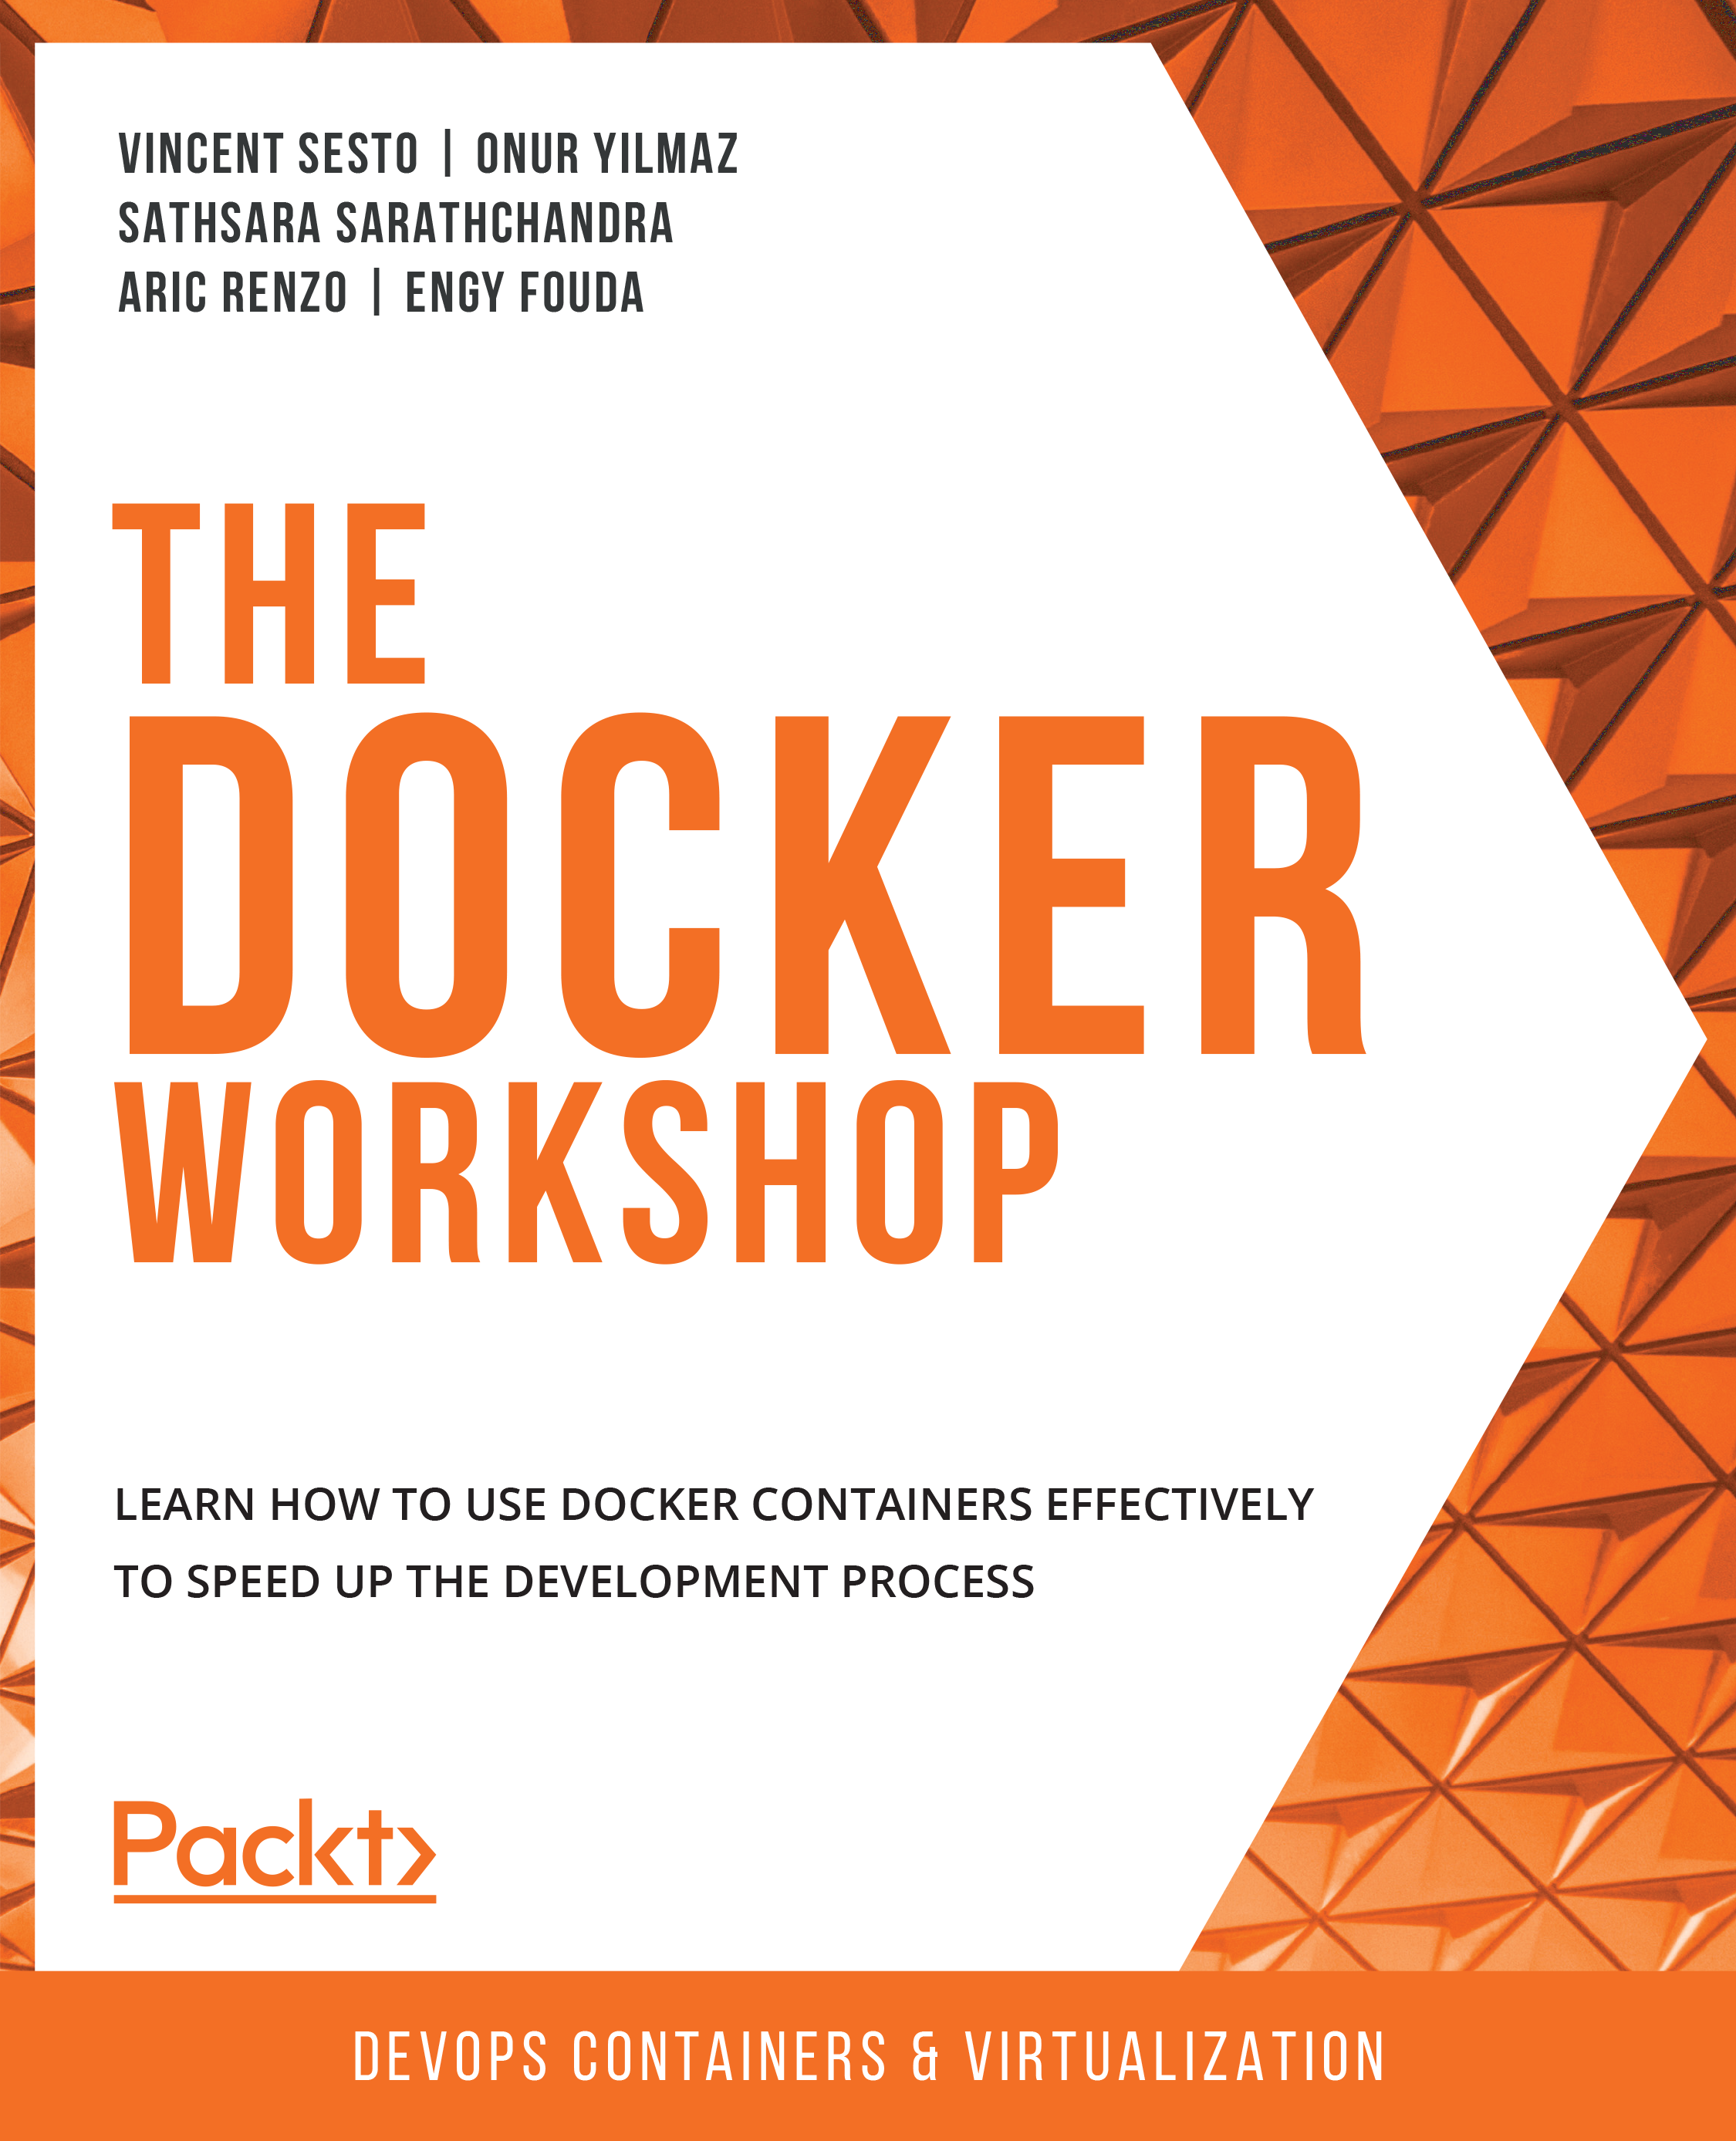 VINCENT SESTO | ONUR YILMAZ
SATHSARA SARATHCHANDRA
ARIC RENZO | ENGY FOUDA
THE
DOCKER
WORKSHOP
LEARN HOW TO USE DOCKER CONTAINERS EFFECTIVELY
TO SPEED UP THE DEVELOPMENT PROCESS
Packt
DEVOPS CONTAINERS & VIRTUALIZATION